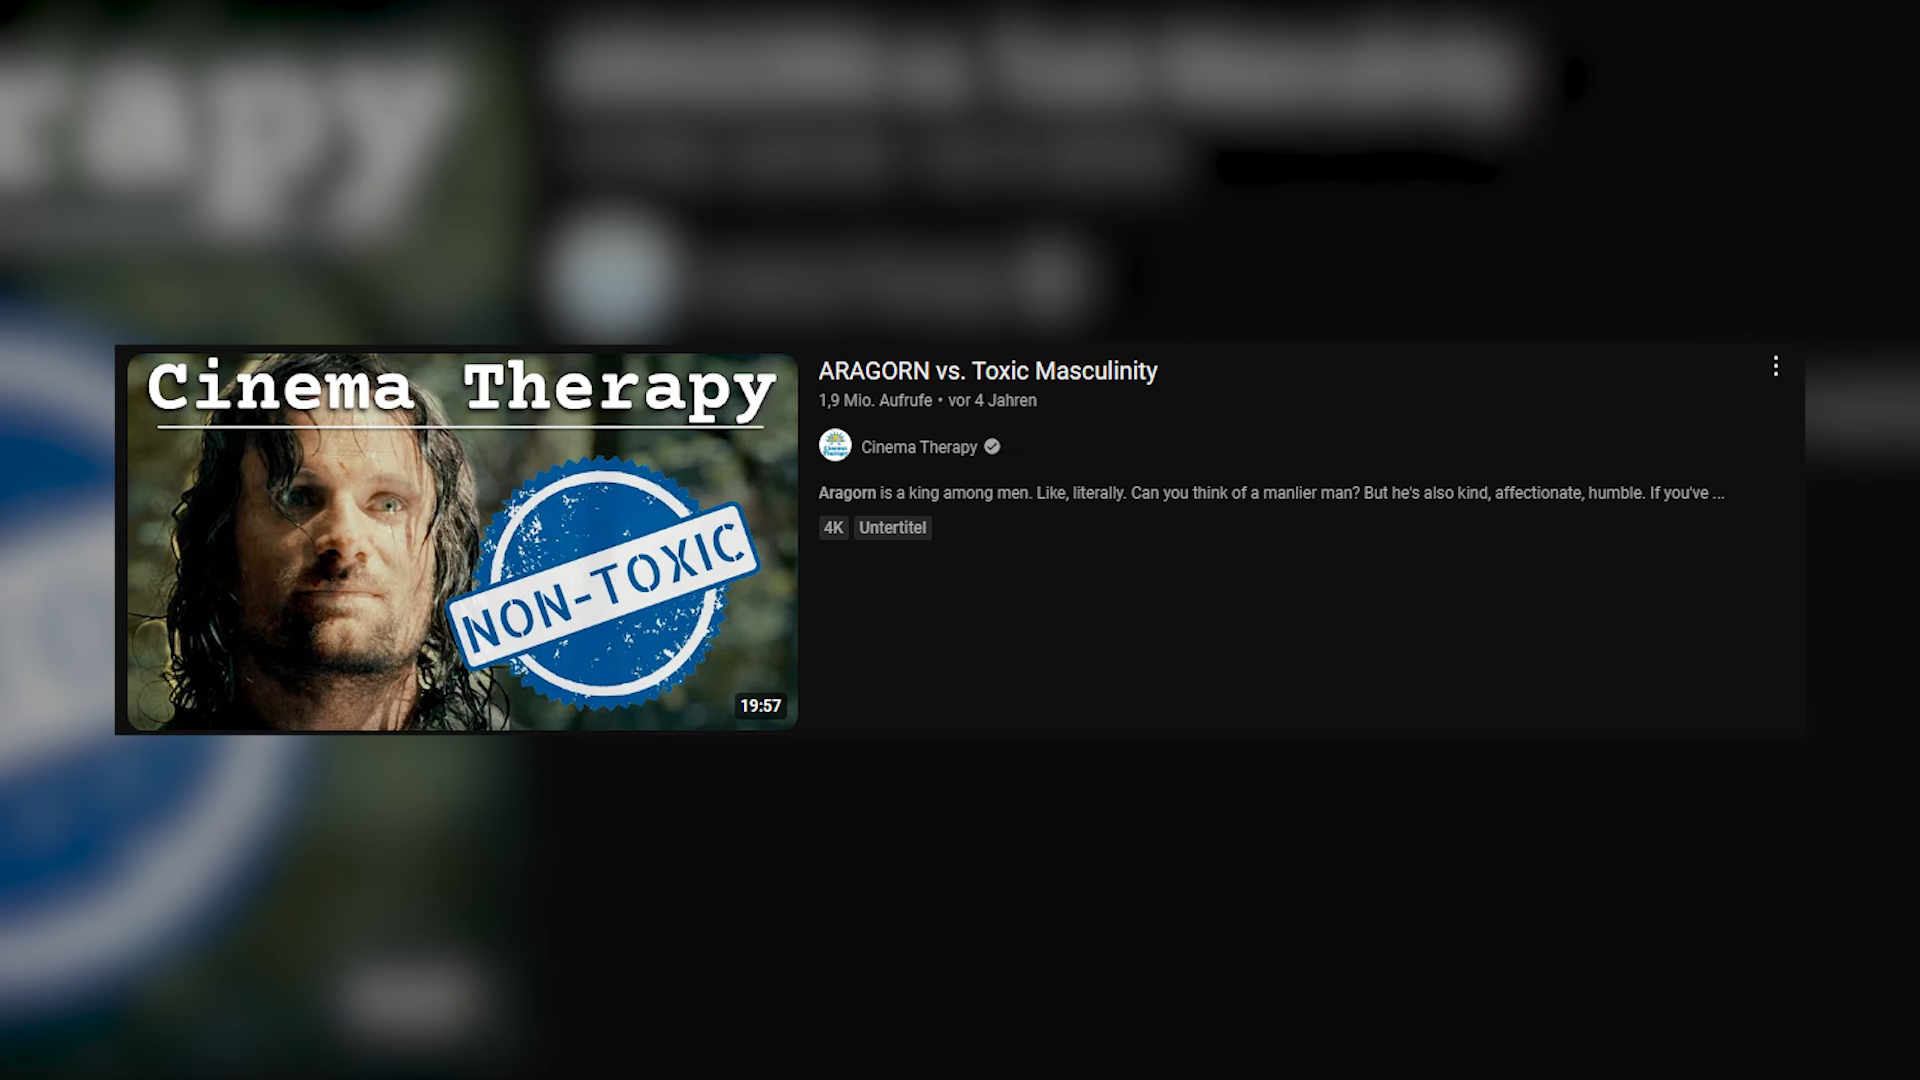 Cinema Therapy
NON-TOXIC
19:57
ARAGORN vs. Toxic Masculinity
1,9 Mio. Aufrufe • vor 4 Jahren
Cinema Therapy
Aragorn is a king among men. Like, literally. Can you think of a manlier man? But he's also kind, affectionate, humble. If you've ...
4K Untertitel
rapy